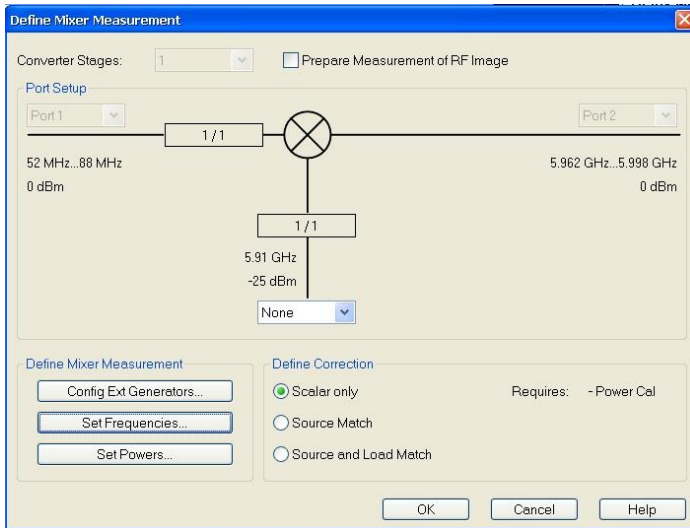 Define Mixer Measurement
Converter Stages: 1 Prepare Measurement of RF Image
Port Setup
Port 1 Port 2
1 / 1
52 MHz...88 MHz 5.962 GHz...5.998 GHz
0 dBm 0 dBm
1 / 1
5.91 GHz
-25 dBm
None
Define Mixer Measurement Define Correction
Config Ext Generators... Scalar only Requires: - Power Cal
Set Frequencies... Source Match
Set Powers... Source and Load Match
OK Cancel Help